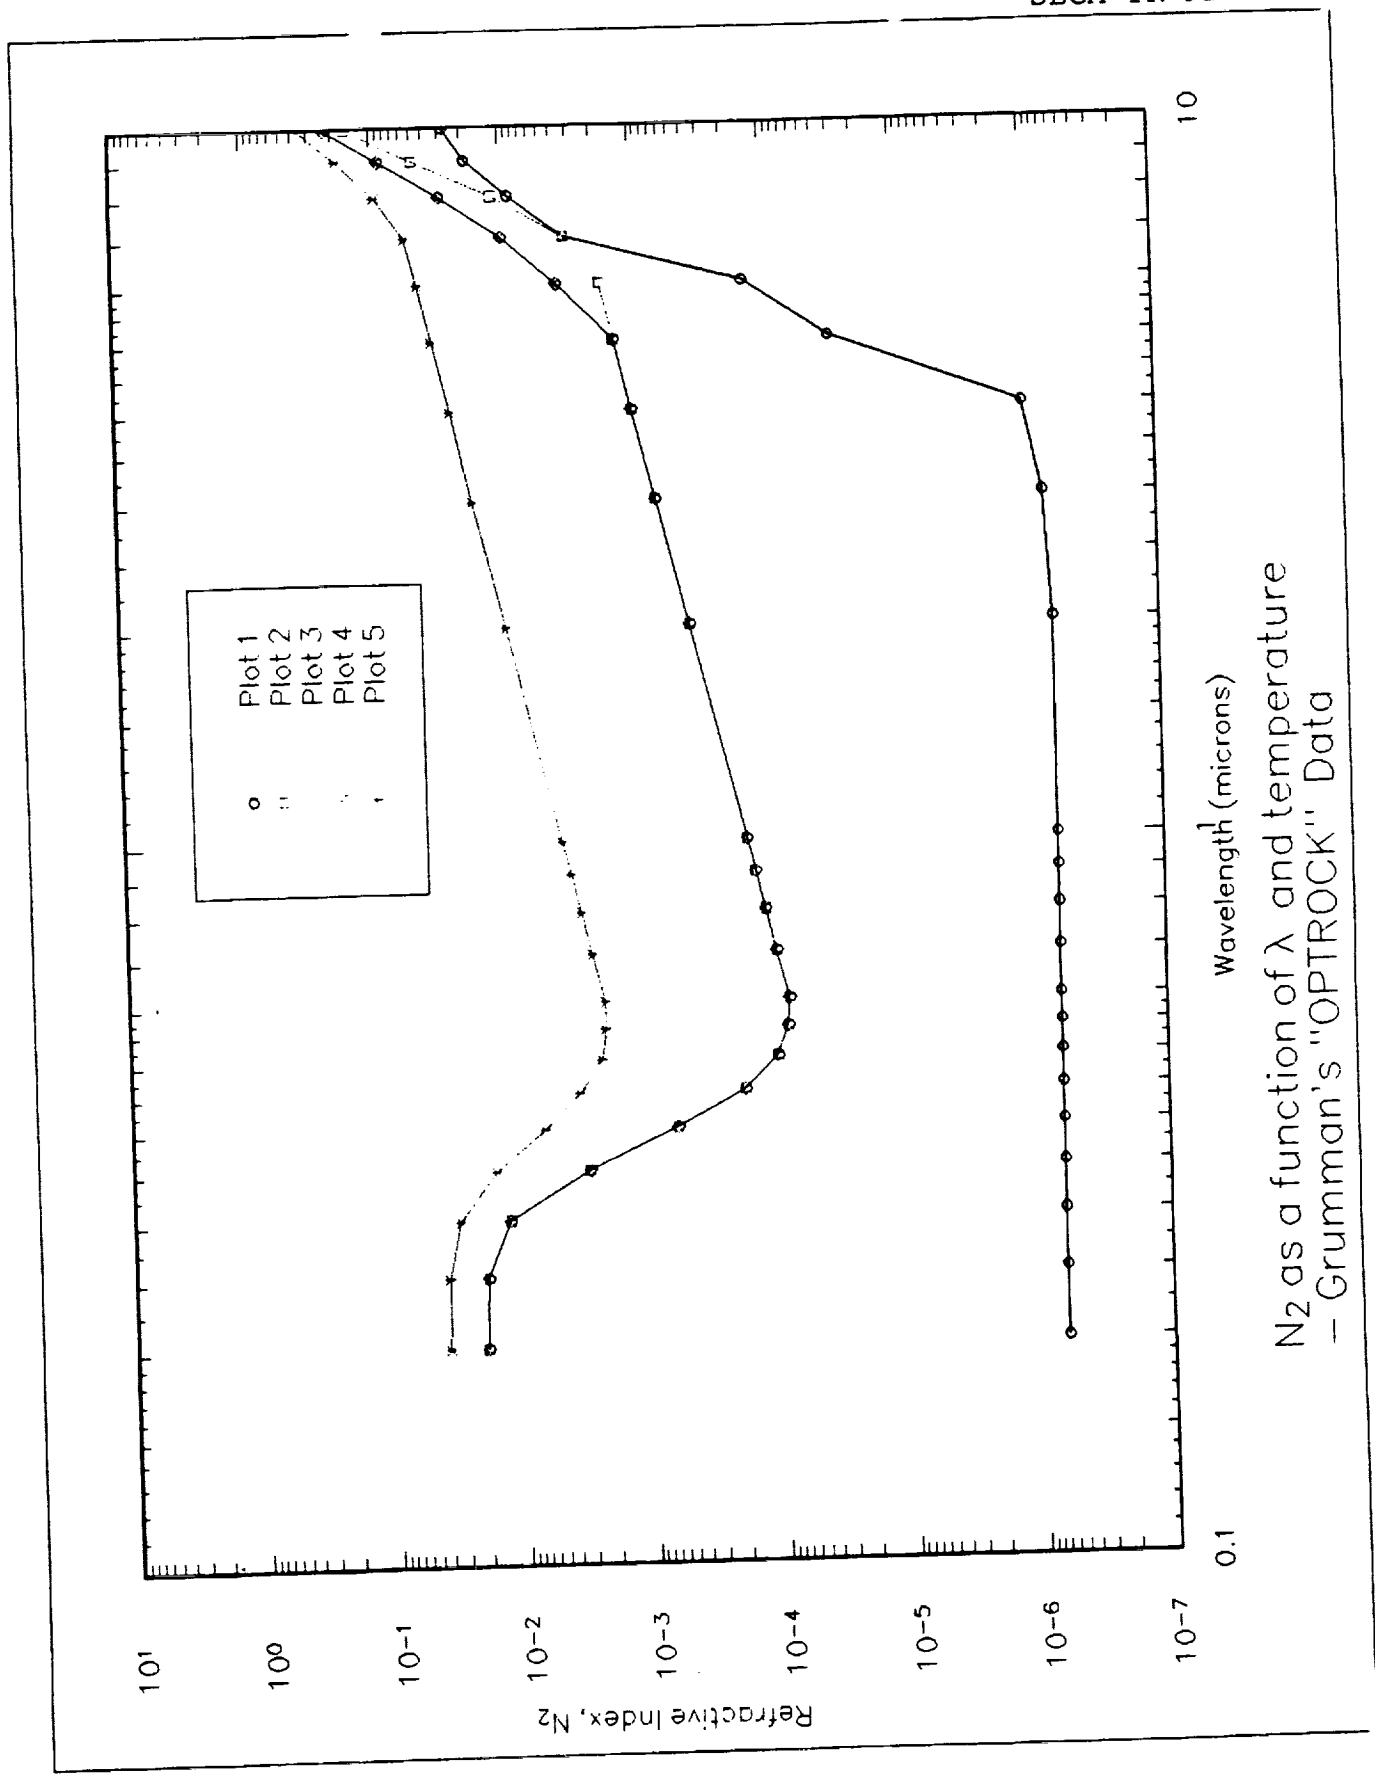 10¹
10⁰
10⁻¹
10⁻²
10⁻³
10⁻⁴
10⁻⁵
10⁻⁶
10⁻⁷
Refractive Index, N₂
Plot 1
Plot 2
Plot 3
Plot 4
Plot 5
0.1
1
10
Wavelength (microns)
N₂ as a function of λ and temperature
– Grumman's "OPTROCK" Data